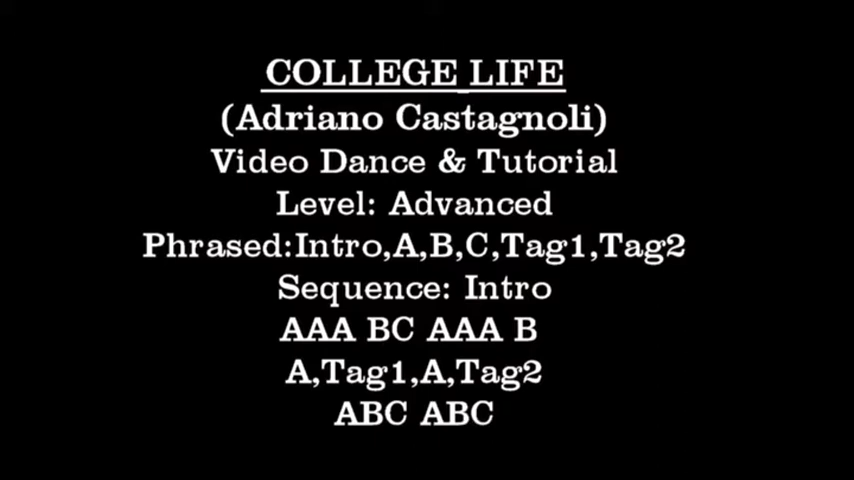 COLLEGE LIFE
(Adriano Castagnoli)
Video Dance & Tutorial
Level: Advanced
Phrased:Intro,A,B,C,Tag1,Tag2
Sequence: Intro
AAA BC AAA B
A,Tag1,A,Tag2
ABC ABC